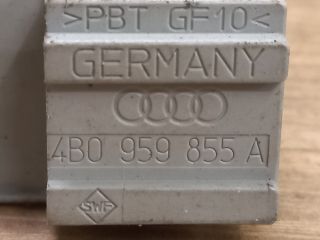 >PBT GF10<
GERMANY
4B0 959 855 A
SWF